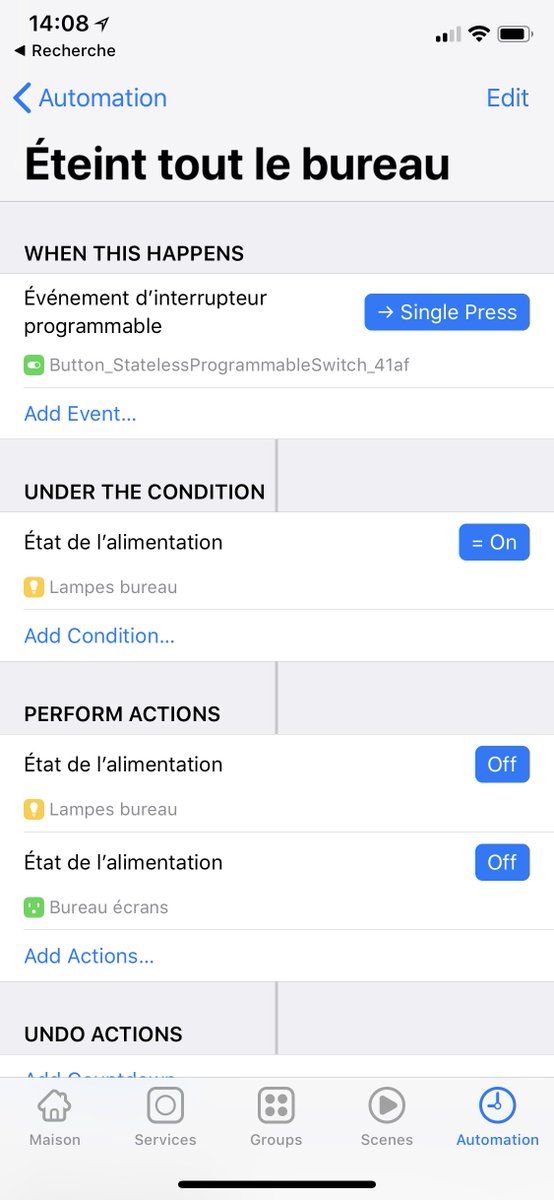 14:08
Recherche
Automation
Edit
Éteint tout le bureau
WHEN THIS HAPPENS
Événement d’interrupteur
programmable
→ Single Press
Button_StatelessProgrammableSwitch_41af
Add Event...
UNDER THE CONDITION
État de l’alimentation
= On
Lampes bureau
Add Condition...
PERFORM ACTIONS
État de l’alimentation
Off
Lampes bureau
État de l’alimentation
Off
Bureau écrans
Add Actions...
UNDO ACTIONS
Add Countdown
Maison
Services
Groups
Scenes
Automation